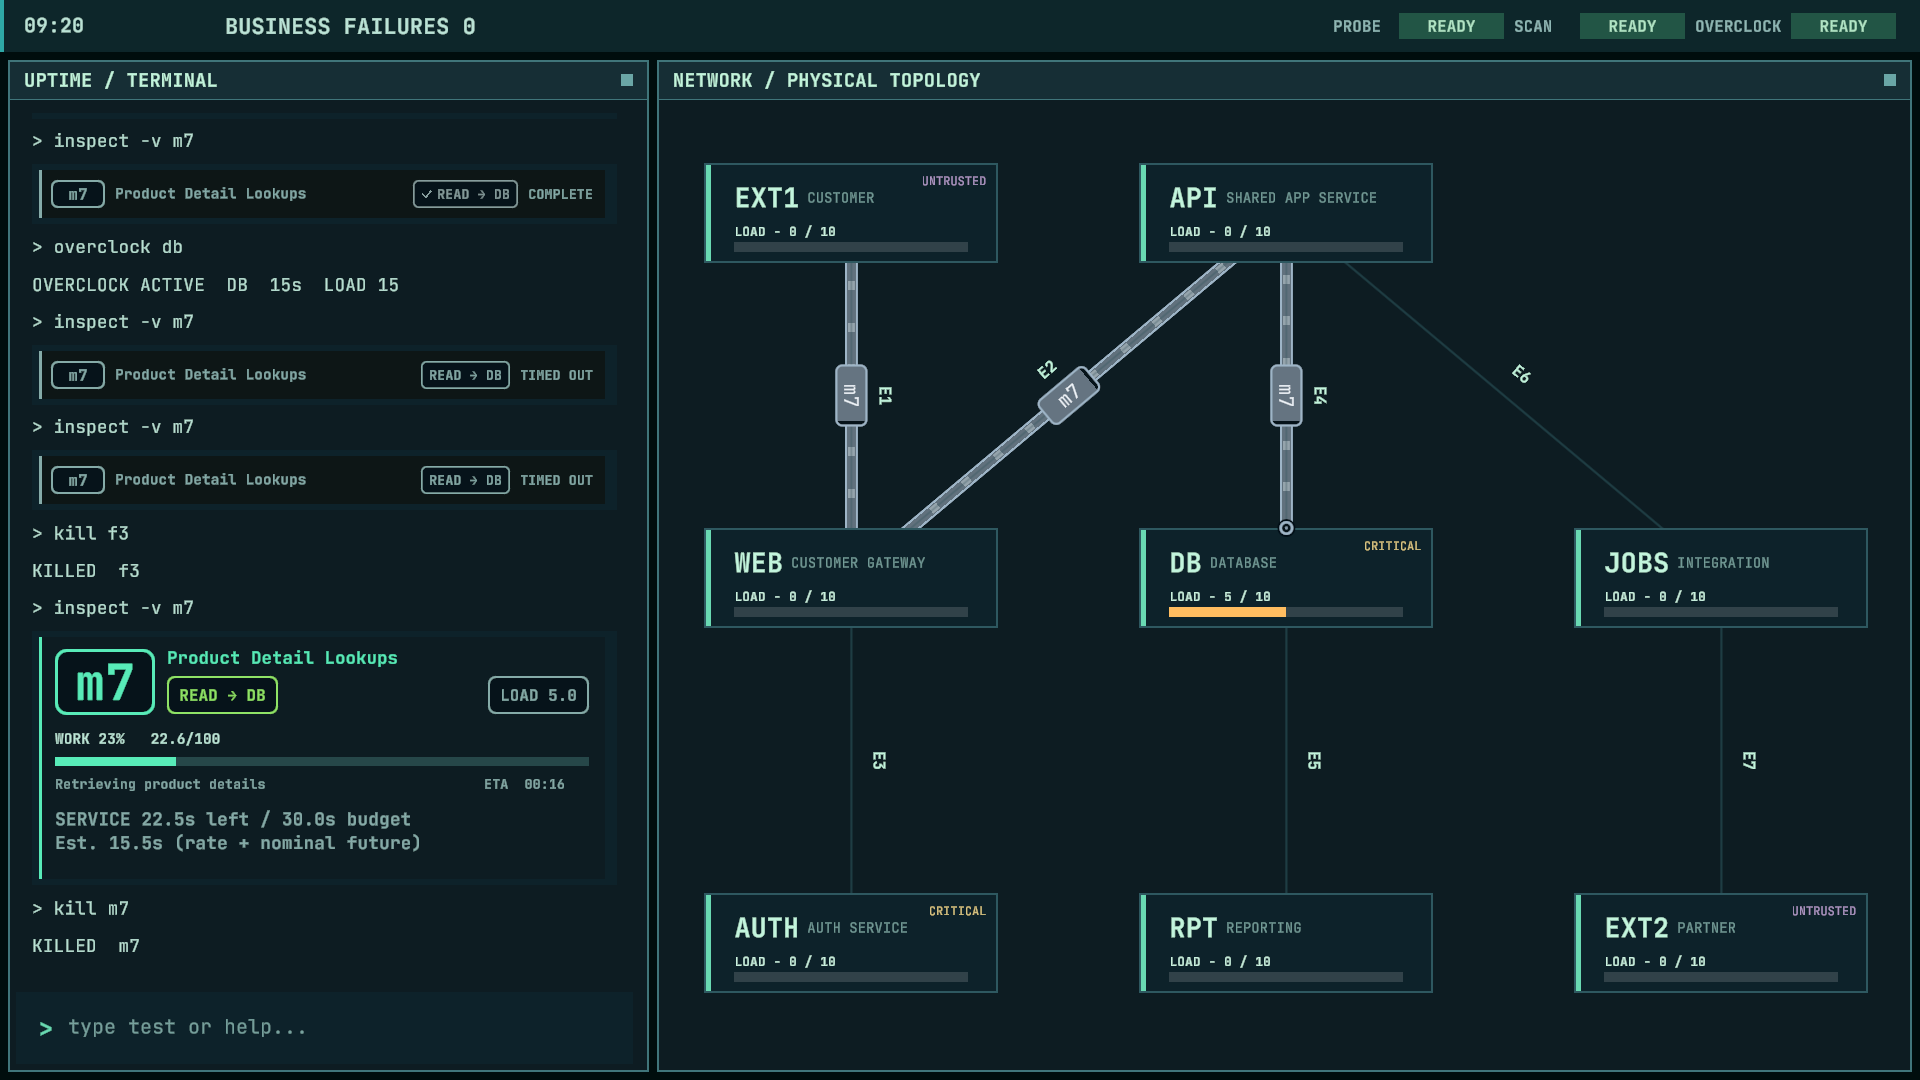 09:20
BUSINESS FAILURES 0
PROBE READY SCAN READY OVERCLOCK READY
UPTIME / TERMINAL
> inspect -v m7
m7 Product Detail Lookups ✓ READ → DB COMPLETE
> overclock db
OVERCLOCK ACTIVE DB 15s LOAD 15
> inspect -v m7
m7 Product Detail Lookups READ → DB TIMED OUT
> inspect -v m7
m7 Product Detail Lookups READ → DB TIMED OUT
> kill f3
KILLED f3
> inspect -v m7
m7
Product Detail Lookups
READ → DB LOAD 5.0
WORK 23% 22.6/100
Retrieving product details ETA 00:16
SERVICE 22.5s left / 30.0s budget
Est. 15.5s (rate + nominal future)
> kill m7
KILLED m7
> type test or help...
NETWORK / PHYSICAL TOPOLOGY
UNTRUSTED
EXT1 CUSTOMER
LOAD - 0 / 10
API SHARED APP SERVICE
LOAD - 0 / 10
m7 E1
E2 m7
m7 E4
E6
WEB CUSTOMER GATEWAY
LOAD - 0 / 10
CRITICAL
DB DATABASE
LOAD - 5 / 10
JOBS INTEGRATION
LOAD - 0 / 10
E3
E5
E7
CRITICAL
AUTH AUTH SERVICE
LOAD - 0 / 10
RPT REPORTING
LOAD - 0 / 10
UNTRUSTED
EXT2 PARTNER
LOAD - 0 / 10